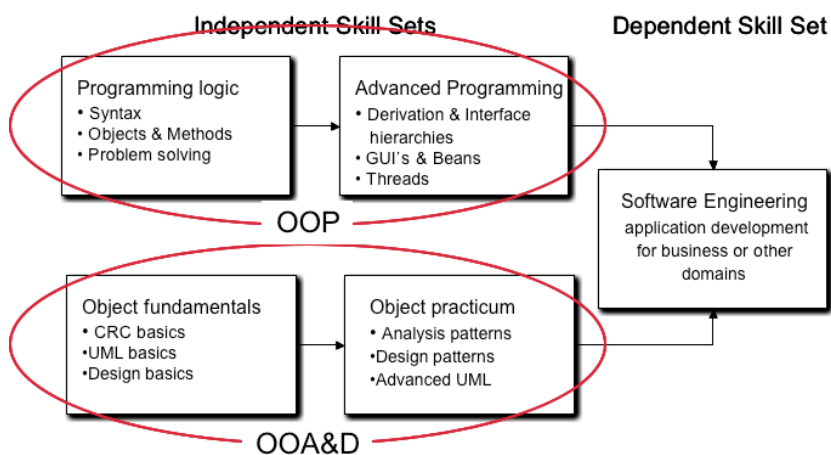 Independent Skill Sets
Dependent Skill Set
Programming logic
• Syntax
• Objects & Methods
• Problem solving
Advanced Programming
• Derivation & Interface
hierarchies
• GUI's & Beans
• Threads
OOP
Software Engineering
application development
for business or other
domains
Object fundamentals
• CRC basics
•UML basics
•Design basics
Object practicum
• Analysis patterns
•Design patterns
•Advanced UML
OOA&D